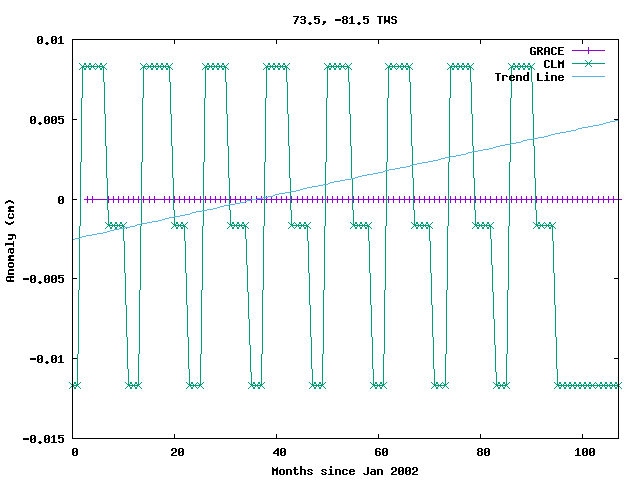 73.5, -81.5 TWS
0.01
GRACE
CLM
Trend Line
0.005
0
-0.005
-0.01
-0.015
Anomaly (cm)
0 20 40 60 80 100
Months since Jan 2002